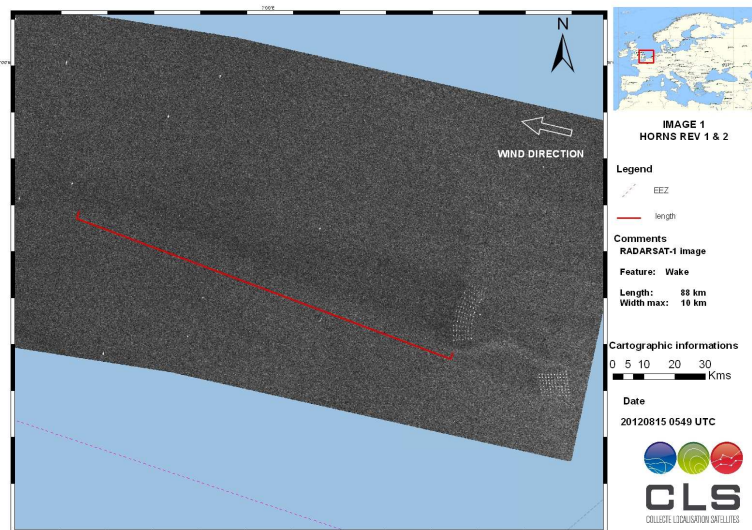 7°00'E
N
WIND DIRECTION
IMAGE 1
HORNS REV 1 & 2
Legend
EEZ
length
Comments
RADARSAT-1 image
Feature: Wake
Length: 88 km
Width max: 10 km
Cartographic informations
0 5 10 20 30
Kms
Date
20120815 0549 UTC
CLS
COLLECTE LOCALISATION SATELLITES